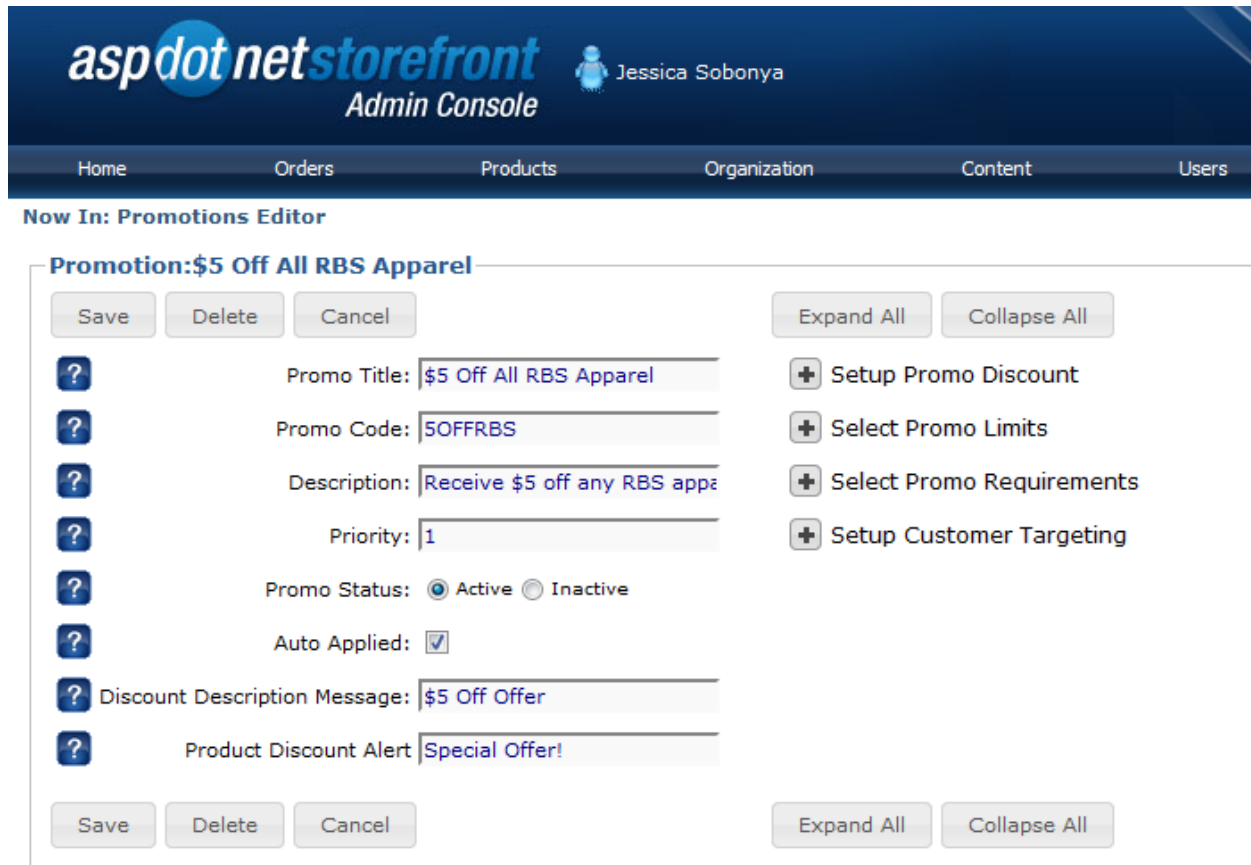 aspdotnetstorefront
Admin Console
Jessica Sobonya
Home Orders Products Organization Content Users
Now In: Promotions Editor
Promotion:$5 Off All RBS Apparel
Save Delete Cancel Expand All Collapse All
? Promo Title: $5 Off All RBS Apparel + Setup Promo Discount
? Promo Code: 5OFFRBS + Select Promo Limits
? Description: Receive $5 off any RBS appa + Select Promo Requirements
? Priority: 1 + Setup Customer Targeting
? Promo Status: Active Inactive
? Auto Applied:
? Discount Description Message: $5 Off Offer
? Product Discount Alert Special Offer!
Save Delete Cancel Expand All Collapse All